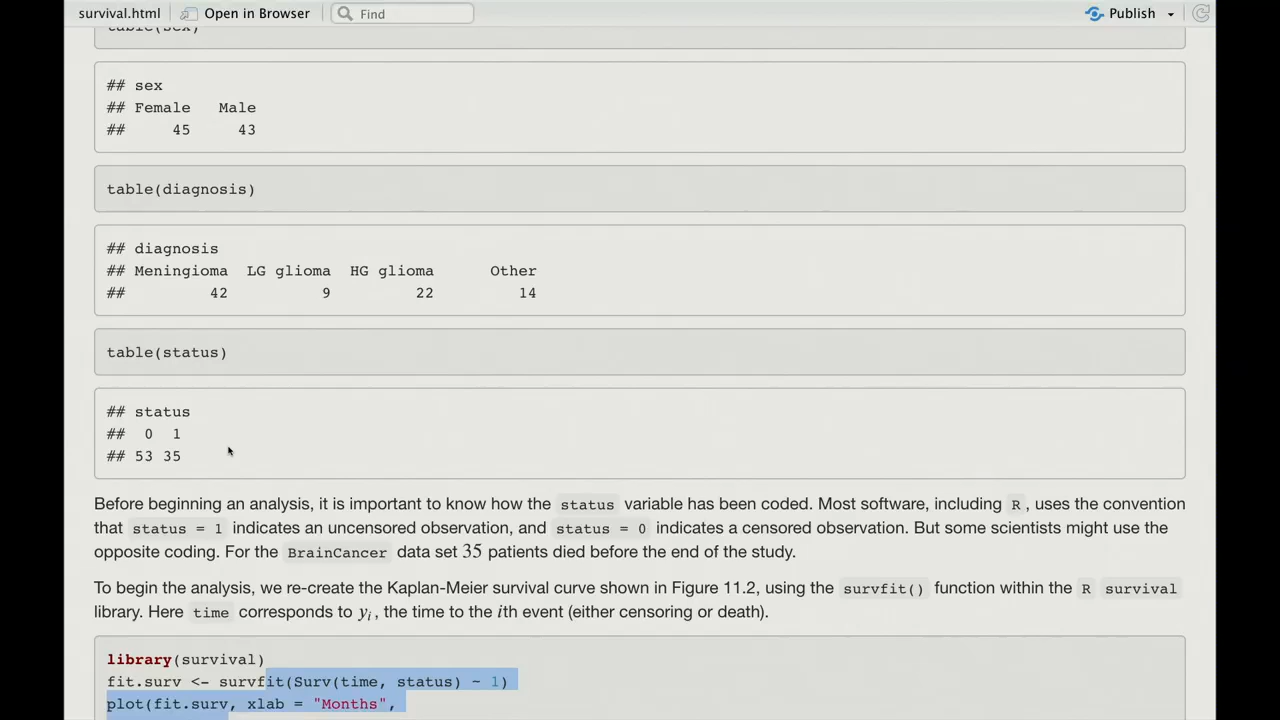 survival.html Open in Browser Find Publish
table(sex)
## sex
## Female Male
## 45 43
table(diagnosis)
## diagnosis
## Meningioma LG glioma HG glioma Other
## 42 9 22 14
table(status)
## status
## 0 1
## 53 35
Before beginning an analysis, it is important to know how the status variable has been coded. Most software, including R, uses the convention
that status = 1 indicates an uncensored observation, and status = 0 indicates a censored observation. But some scientists might use the
opposite coding. For the BrainCancer data set 35 patients died before the end of the study.
To begin the analysis, we re-create the Kaplan-Meier survival curve shown in Figure 11.2, using the survfit() function within the R survival
library. Here time corresponds to yᵢ, the time to the ith event (either censoring or death).
library(survival)
fit.surv <- survfit(Surv(time, status) ~ 1)
plot(fit.surv, xlab = "Months",